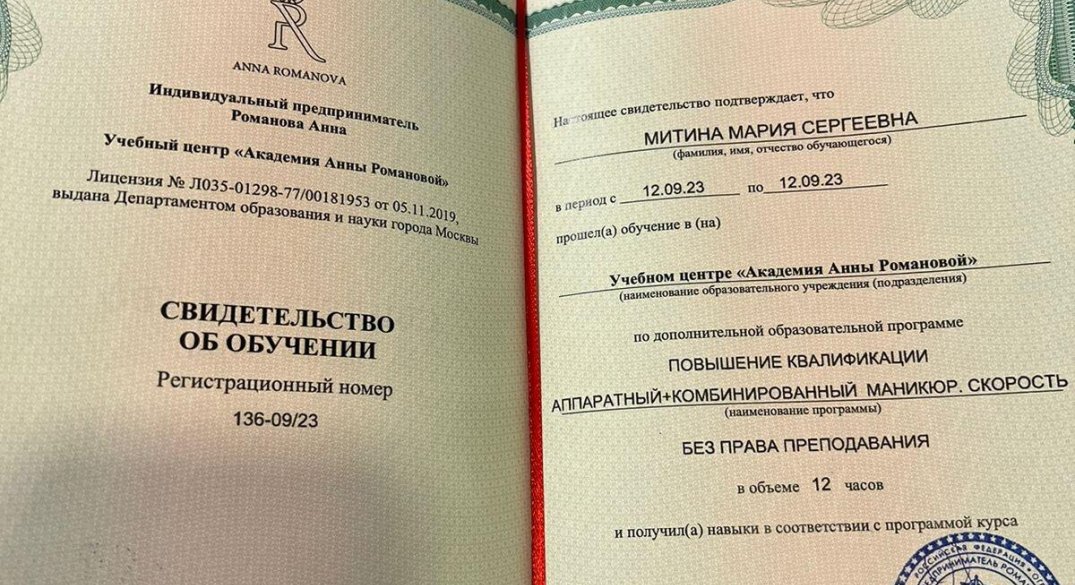 ANNA ROMANOVA
Индивидуальный предприниматель
Романова Анна
Учебный центр «Академия Анны Романовой»
Лицензия № Л035-01298-77/00181953 от 05.11.2019,
выдана Департаментом образования и науки города Москвы
СВИДЕТЕЛЬСТВО
ОБ ОБУЧЕНИИ
Регистрационный номер
136-09/23
Настоящее свидетельство подтверждает, что
МИТИНА МАРИЯ СЕРГЕЕВНА
(фамилия, имя, отчество обучающегося)
в период с 12.09.23 по 12.09.23
прошел(а) обучение в (на)
Учебном центре «Академия Анны Романовой»
(наименование образовательного учреждения (подразделения)
по дополнительной образовательной программе
ПОВЫШЕНИЕ КВАЛИФИКАЦИИ
АППАРАТНЫЙ+КОМБИНИРОВАННЫЙ МАНИКЮР. СКОРОСТЬ
(наименование программы)
БЕЗ ПРАВА ПРЕПОДАВАНИЯ
в объеме 12 часов
и получил(а) навыки в соответствии с программой курса
РОССИЙСКАЯ ФЕДЕРАЦИЯ